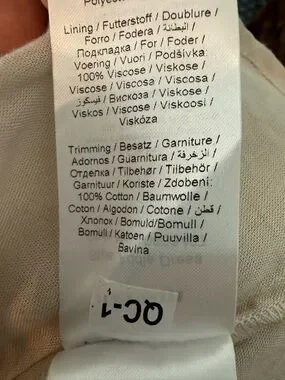 Lining / Futterstoff / Doublure /
Forro / Fodera / البطانة /
Подкладка / For / Foder /
Voering / Vuori / Podšívka:
100% Viscose / Viskose /
Viscose / Viscosa / Viscosa /
فيسكوز / Вискоза / Viskose /
Viskos / Viscose / Viskoosi /
Viskóza
Trimming / Besatz / Garniture /
Adornos / Guarnitura / الزخرفة /
Отделка / Tilbehør / Tilbehör /
Garnituur / Koriste / Zdobení:
100% Cotton / Baumwolle /
Coton / Algodon / Cotone / قطن /
Хлопок / Bomuld/Bomull /
Bomuli / Katoen / Puuvilla /
Bavlna
QC-1